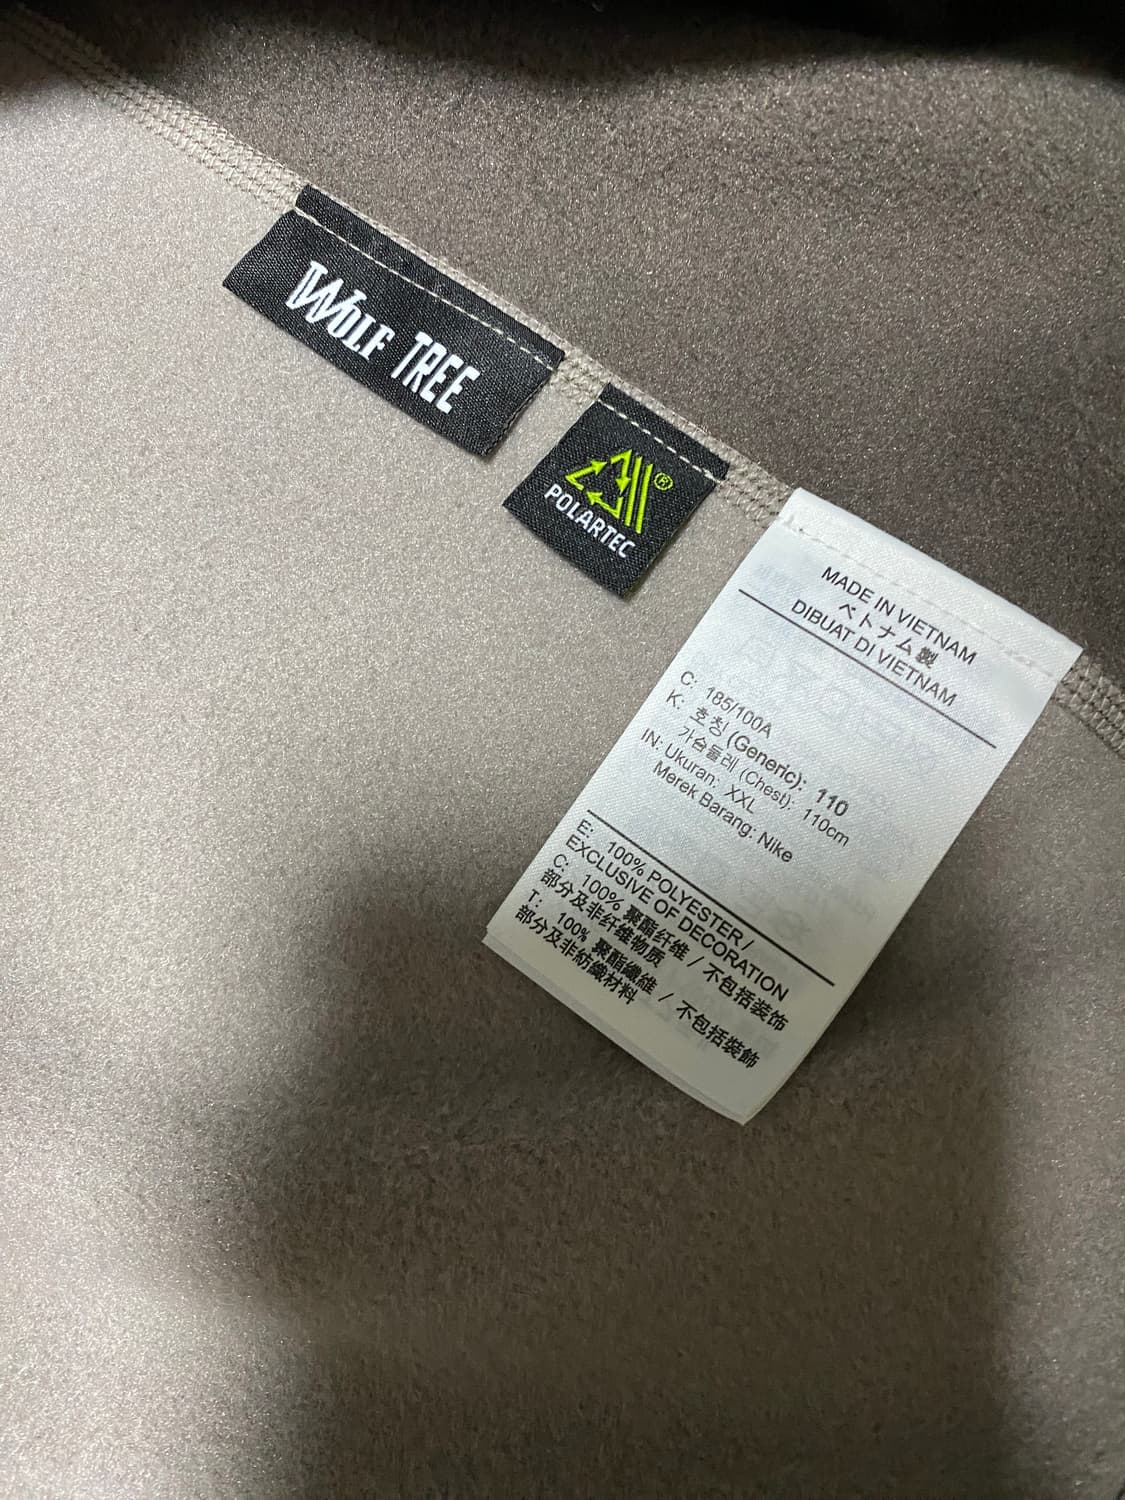 WOLF TREE
®
POLARTEC
MADE IN VIETNAM
ベトナム製
DIBUAT DI VIETNAM
C: 185/100A
K: 호칭 (Generic): 110
가슴둘레 (Chest): 110cm
IN: Ukuran: XXL
Merek Barang: Nike
E: 100% POLYESTER /
EXCLUSIVE OF DECORATION
C: 100% 聚酯纤维 / 不包括装饰
部分及非纤维物质
T: 100% 聚酯纖維 / 不包括裝飾
部分及非紡織材料